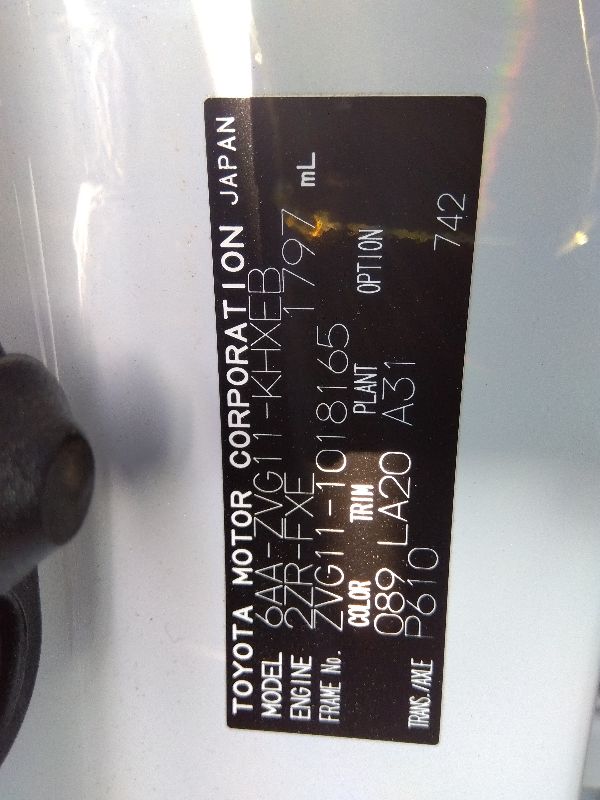 TOYOTA MOTOR CORPORATION JAPAN
MODEL 6AA-ZVG11-KHXEB
ENGINE 2ZR-FXE 1797 mL
FRAME No. ZVG11-1018165
COLOR TRIM PLANT OPTION
089 LA20 A31 742
TRANS./AXLE P610